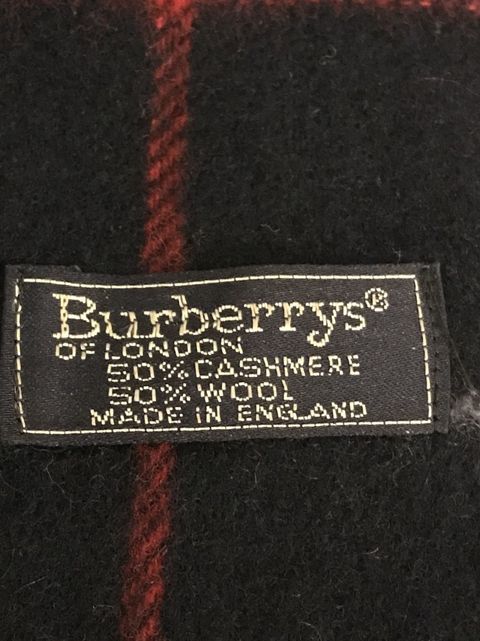 Burberrys®
OF LONDON
50% CASHMERE
50% WOOL
MADE IN ENGLAND